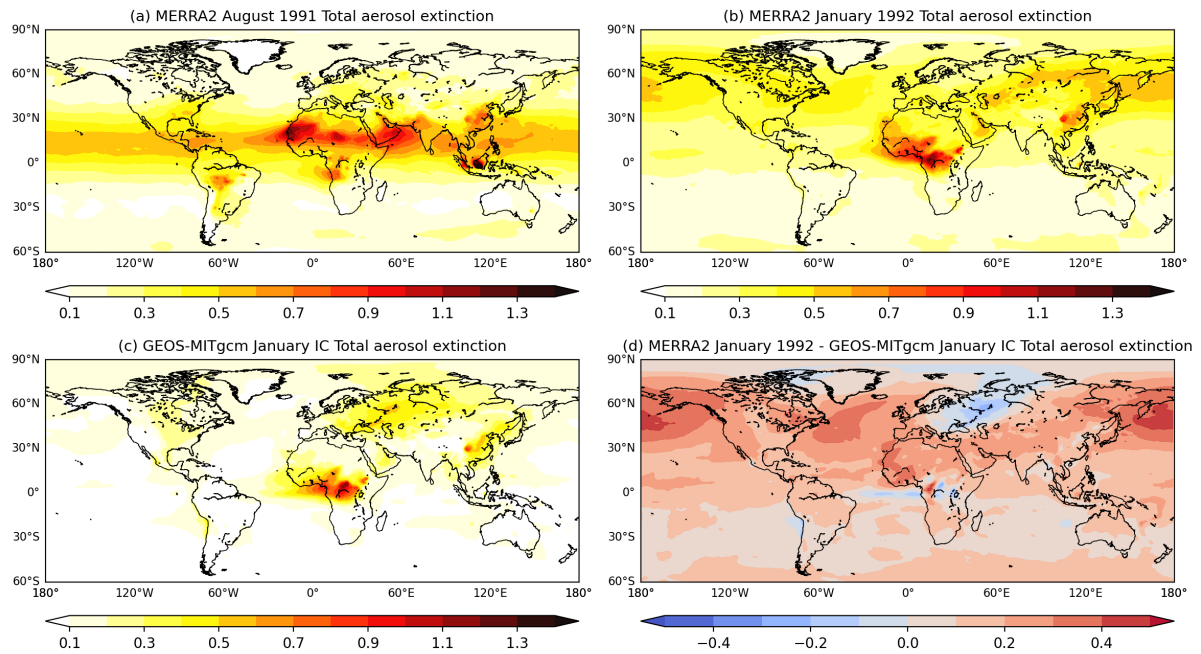 (a) MERRA2 August 1991 Total aerosol extinction
90°N
60°N
30°N
0°
30°S
60°S
180° 120°W 60°W 0° 60°E 120°E 180°
0.1 0.3 0.5 0.7 0.9 1.1 1.3
(b) MERRA2 January 1992 Total aerosol extinction
90°N
60°N
30°N
0°
30°S
60°S
180° 120°W 60°W 0° 60°E 120°E 180°
0.1 0.3 0.5 0.7 0.9 1.1 1.3
(c) GEOS-MITgcm January IC Total aerosol extinction
90°N
60°N
30°N
0°
30°S
60°S
180° 120°W 60°W 0° 60°E 120°E 180°
0.1 0.3 0.5 0.7 0.9 1.1 1.3
(d) MERRA2 January 1992 - GEOS-MITgcm January IC Total aerosol extinction
90°N
60°N
30°N
0°
30°S
60°S
180° 120°W 60°W 0° 60°E 120°E 180°
−0.4 −0.2 0.0 0.2 0.4